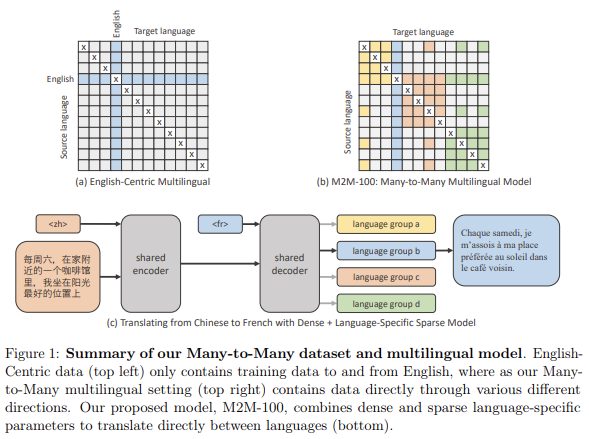 Target language
English
English
Source language
x
x
x
x
x
x
x
x
x
x
x
x
(a) English-Centric Multilingual
Target language
Source language
x
x
x
x
x
x
x
x
x
x
x
x
(b) M2M-100: Many-to-Many Multilingual Model
<zh>
每周六，在家附
近的一个咖啡馆
里，我坐在阳光
最好的位置上
shared
encoder
<fr>
shared
decoder
language group a
language group b
language group c
language group d
Chaque samedi, je
m'assois à ma place
préférée au soleil dans
le café voisin.
(c) Translating from Chinese to French with Dense + Language-Specific Sparse Model
Figure 1: Summary of our Many-to-Many dataset and multilingual model. English-
Centric data (top left) only contains training data to and from English, where as our Many-
to-Many multilingual setting (top right) contains data directly through various different
directions. Our proposed model, M2M-100, combines dense and sparse language-specific
parameters to translate directly between languages (bottom).